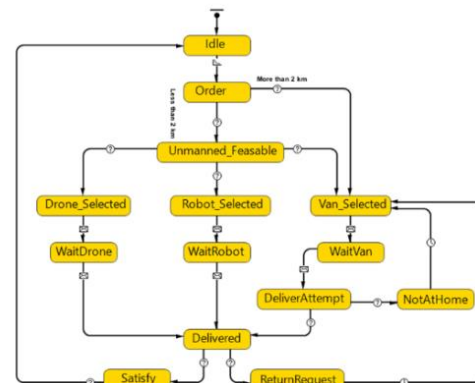 Idle
Order
More than 2 km
Less than 2 km
Unmanned_Feasable
Drone_Selected
Robot_Selected
Van_Selected
WaitDrone
WaitRobot
WaitVan
DeliverAttempt
NotAtHome
Delivered
Satisfy
ReturnRequest